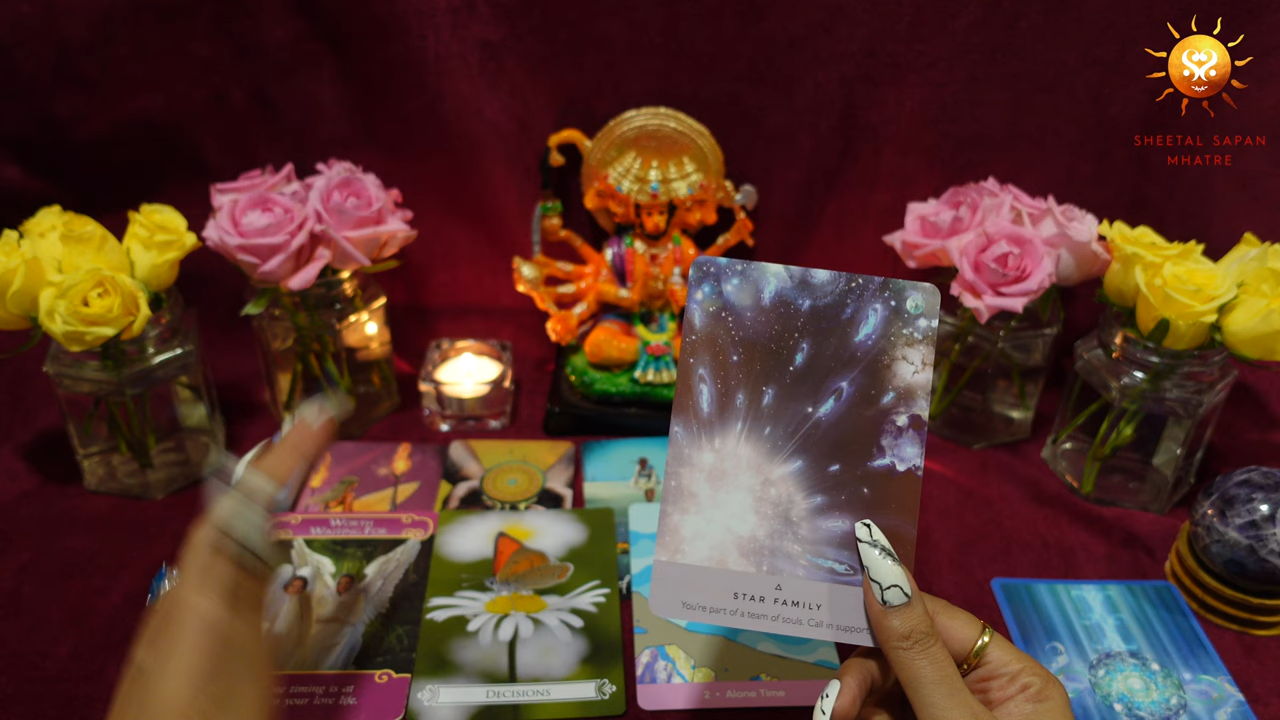 SHEETAL SAPAN
MHATRE
WORTH
WAITING FOR
timing is at
your love life.
DECISIONS
STAR FAMILY
You're part of a team of souls. Call in support
2 • Alone Time